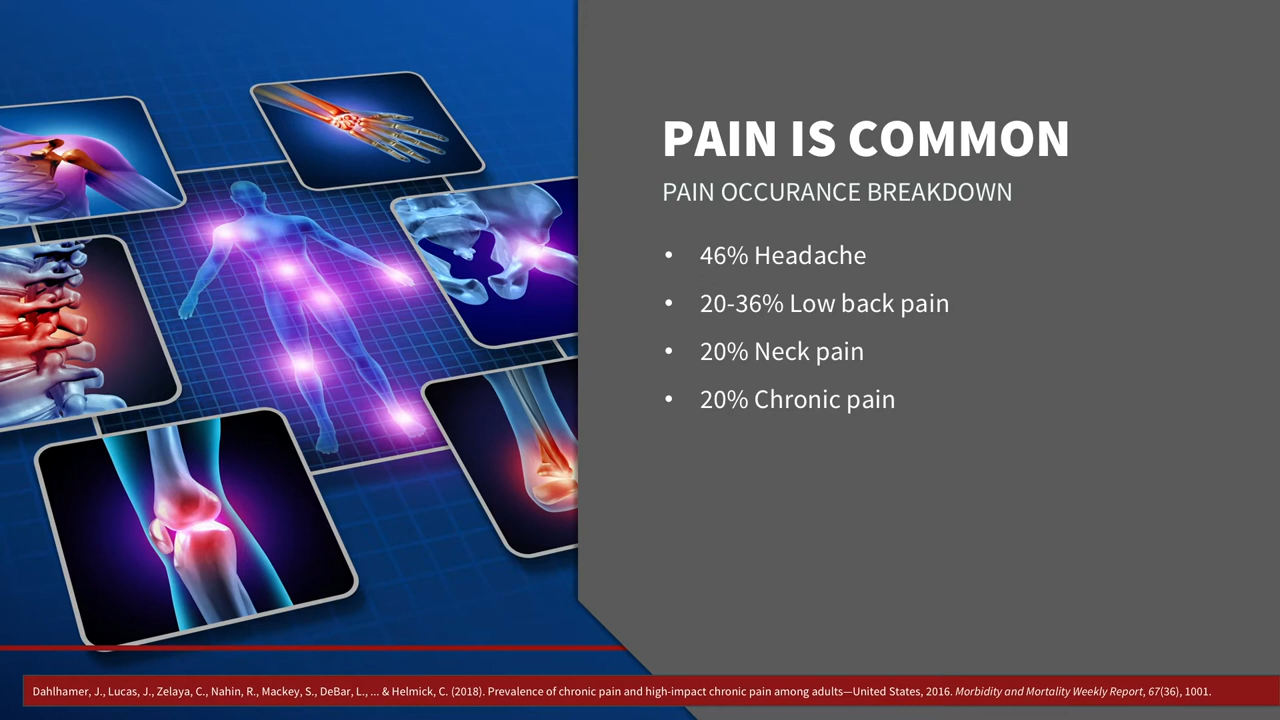 PAIN IS COMMON
PAIN OCCURANCE BREAKDOWN
• 46% Headache
• 20-36% Low back pain
• 20% Neck pain
• 20% Chronic pain
Dahlhamer, J., Lucas, J., Zelaya, C., Nahin, R., Mackey, S., DeBar, L., ... & Helmick, C. (2018). Prevalence of chronic pain and high-impact chronic pain among adults—United States, 2016. Morbidity and Mortality Weekly Report, 67(36), 1001.